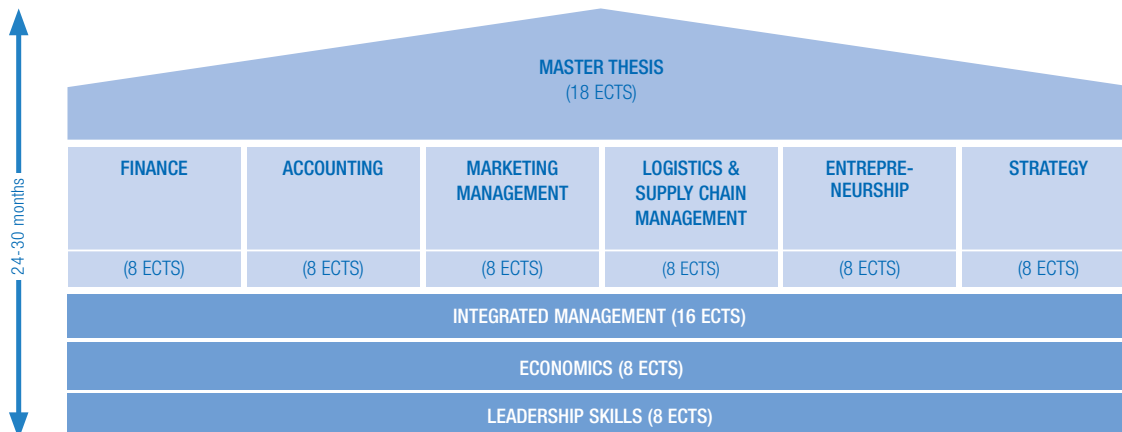 MASTER THESIS
(18 ECTS)
24-30 months
FINANCE
ACCOUNTING
MARKETING
MANAGEMENT
LOGISTICS &
SUPPLY CHAIN
MANAGEMENT
ENTREPRE-
NEURSHIP
STRATEGY
(8 ECTS)
(8 ECTS)
(8 ECTS)
(8 ECTS)
(8 ECTS)
(8 ECTS)
INTEGRATED MANAGEMENT (16 ECTS)
ECONOMICS (8 ECTS)
LEADERSHIP SKILLS (8 ECTS)